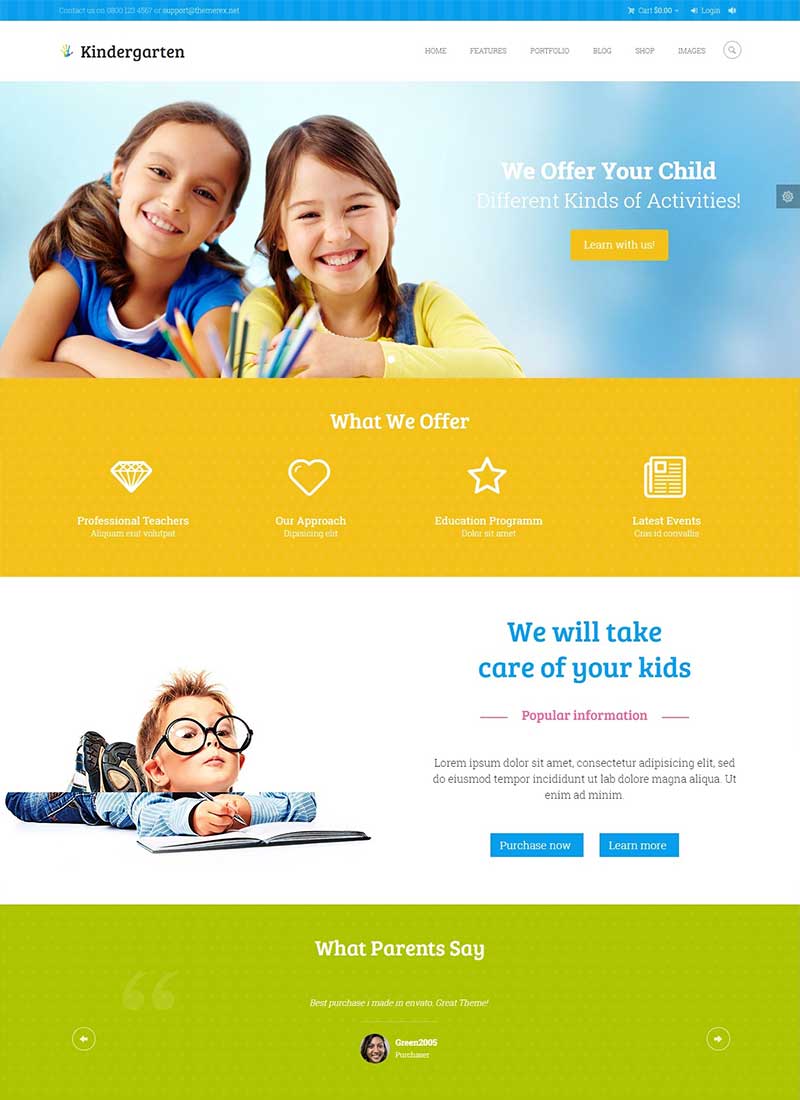 Contact us on 0800 123 4567 or support@themerex.net
Cart $0.00
Login
Kindergarten
HOME
FEATURES
PORTFOLIO
BLOG
SHOP
IMAGES
We Offer Your Child
Different Kinds of Activities!
Learn with us!
What We Offer
Professional Teachers
Aliquam erat volutpat
Our Approach
Dipisicing elit
Education Programm
Dolor sit amet
Latest Events
Cras id convallis
We will take
care of your kids
Popular information
Lorem ipsum dolor sit amet, consectetur adipisicing elit, sed
do eiusmod tempor incididunt ut lab dolore magna aliqua. Ut
enim ad minim.
Purchase now
Learn more
What Parents Say
Best purchase i made in envato. Great Theme!
Green2005
Purchaser